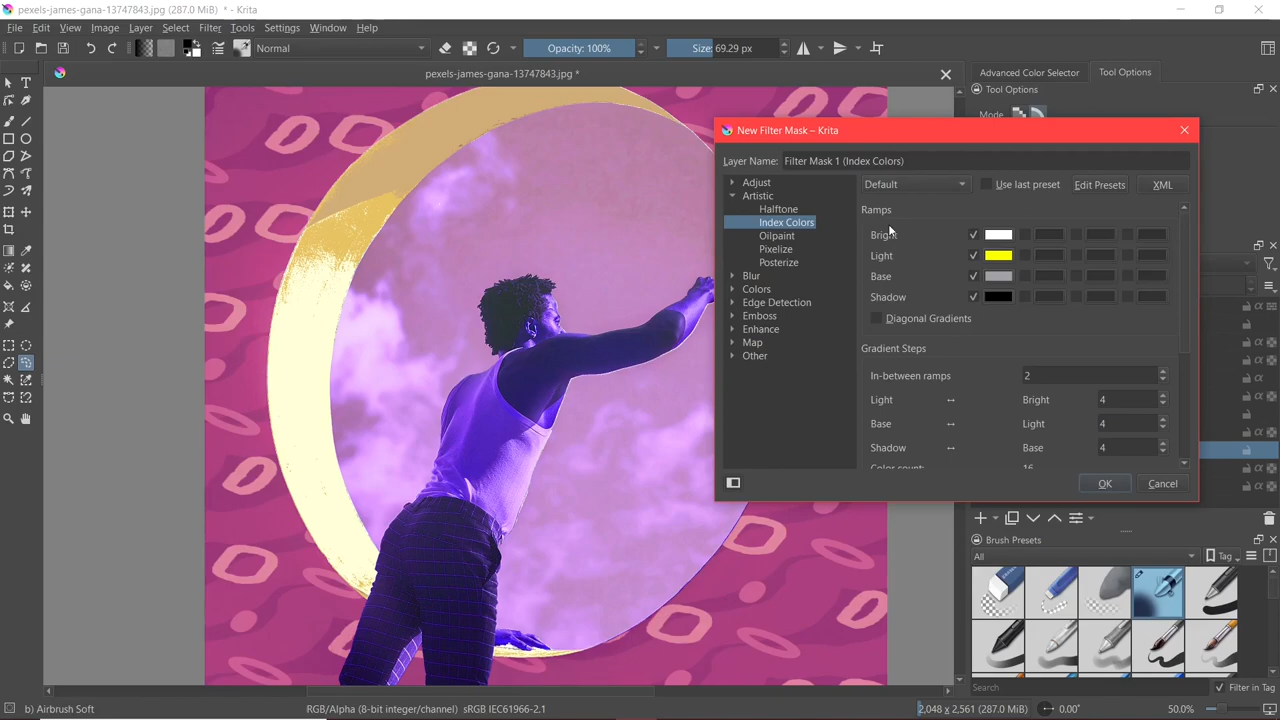 pexels-james-gana-13747843.jpg (287.0 MiB) * - Krita
File Edit View Image Layer Select Filter Tools Settings Window Help
Normal Opacity: 100% Size: 69.29 px
pexels-james-gana-13747843.jpg *
Advanced Color Selector Tool Options
Tool Options
Mode
New Filter Mask – Krita
Layer Name: Filter Mask 1 (Index Colors)
Adjust
Artistic
Halftone
Index Colors
Oilpaint
Pixelize
Posterize
Blur
Colors
Edge Detection
Emboss
Enhance
Map
Other
Default Use last preset Edit Presets XML
Ramps
Bright
Light
Base
Shadow
Diagonal Gradients
Gradient Steps
In-between ramps 2
Light ↔ Bright 4
Base ↔ Light 4
Shadow ↔ Base 4
Color count: 16
OK Cancel
Brush Presets
All Tag
Search Filter in Tag
b) Airbrush Soft RGB/Alpha (8-bit integer/channel) sRGB IEC61966-2.1 2,048 x 2,561 (287.0 MiB) 0.00° 50.0%